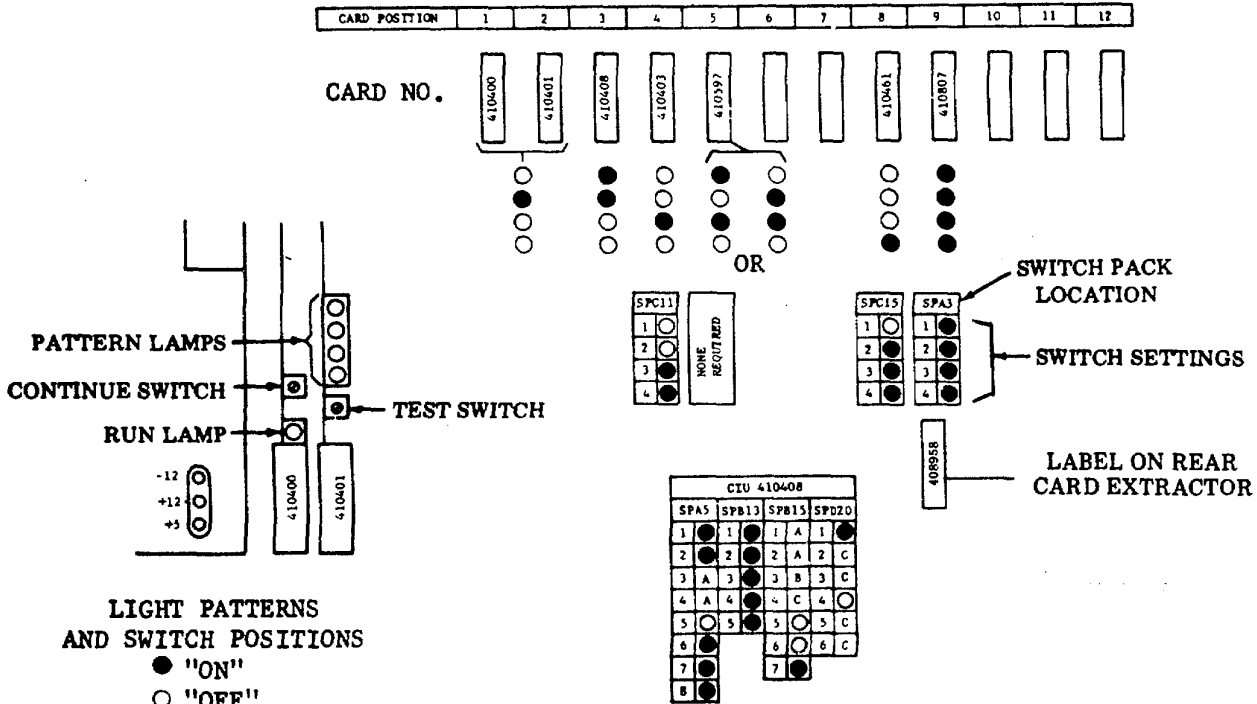 CARD POSITION 1 2 3 4 5 6 7 8 9 10 11 12
CARD NO. 410400 410401 410408 410403 410597 410461 410807
OR
SWITCH PACK
LOCATION
SPC11
1
2
3
4
NONE
REQUIRED
SPC15
1
2
3
4
SPA3
1
2
3
4
SWITCH SETTINGS
PATTERN LAMPS
CONTINUE SWITCH
TEST SWITCH
RUN LAMP
-12
+12
+5
410400
410401
408958
LABEL ON REAR
CARD EXTRACTOR
CIU 410408
SPA5 SPB13 SPB15 SPD20
1 1 1 A 1
2 2 2 A 2 C
3 A 3 3 B 3 C
4 A 4 4 C 4
5 5 5 5 C
6 6 6 C
7 7
8
LIGHT PATTERNS
AND SWITCH POSITIONS
"ON"
"OFF"